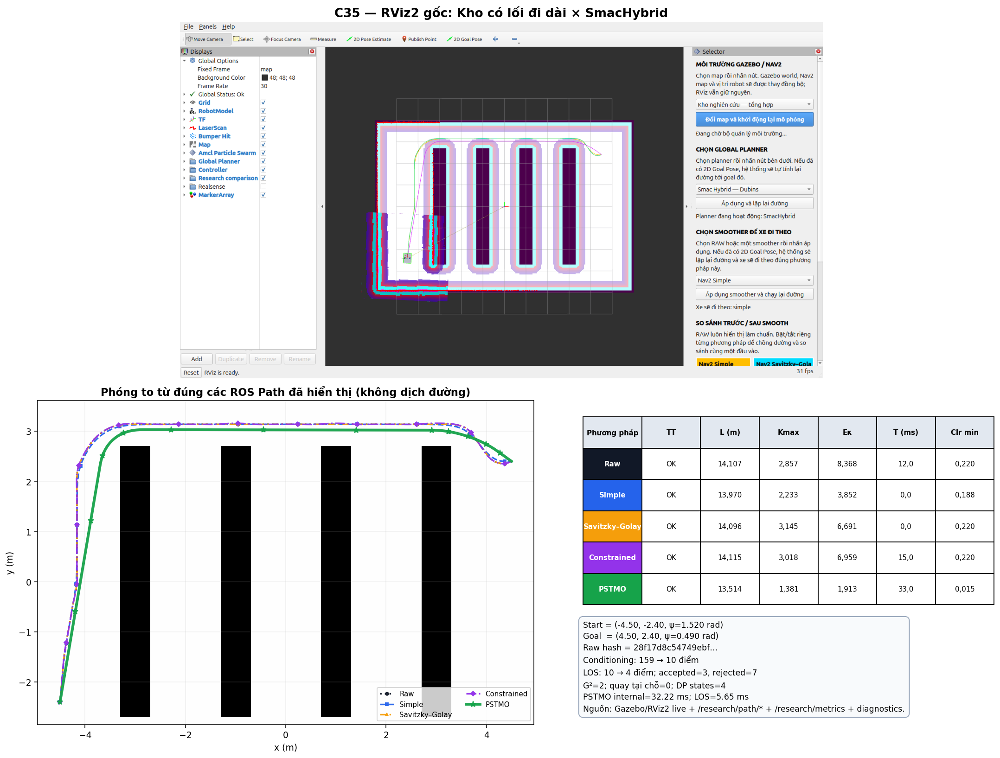 C35 — RViz2 gốc: Kho có lối đi dài × SmacHybrid
File Panels Help
Move Camera Select Focus Camera Measure 2D Pose Estimate Publish Point 2D Goal Pose
Displays
Global Options
Fixed Frame map
Background Color 48; 48; 48
Frame Rate 30
Global Status: Ok
Grid
RobotModel
TF
LaserScan
Bumper Hit
Map
Amcl Particle Swarm
Global Planner
Controller
Research comparison
Realsense
MarkerArray
Add Duplicate Remove Rename
Reset RViz is ready.
Selector
MÔI TRƯỜNG GAZEBO / NAV2
Chọn map rồi nhấn nút. Gazebo world, Nav2
map và vị trí robot sẽ được thay đồng bộ;
RViz vẫn giữ nguyên.
Kho nghiên cứu — tổng hợp
Đổi map và khởi động lại mô phỏng
Đang chờ bộ quản lý môi trường...
CHỌN GLOBAL PLANNER
Chọn planner rồi nhấn nút bên dưới. Nếu đã
có 2D Goal Pose, hệ thống sẽ tự tính lại
đường tới goal đó.
Smac Hybrid — Dubins
Áp dụng và lập lại đường
Planner đang hoạt động: SmacHybrid
CHỌN SMOOTHER ĐỂ XE ĐI THEO
Chọn RAW hoặc một smoother rồi nhấn áp
dụng. Nếu đã có 2D Goal Pose, hệ thống sẽ
lập lại đường và xe sẽ đi theo đúng phương
pháp này.
Nav2 Simple
Áp dụng smoother và chạy lại đường
Xe sẽ đi theo: simple
SO SÁNH TRƯỚC / SAU SMOOTH
RAW luôn hiển thị làm chuẩn. Bật/tắt riêng
từng phương pháp để chồng đường và so
sánh cùng một đầu vào.
Nav2 Simple Nav2 Savitzky–Gola
31 fps
Phóng to từ đúng các ROS Path đã hiển thị (không dịch đường)
y (m)
3
2
1
0
−1
−2
−4 −2 0 2 4
x (m)
Raw
Simple
Savitzky–Golay
Constrained
PSTMO
Phương pháp TT L (m) Kmax Eκ T (ms) Clr min
Raw OK 14,107 2,857 8,368 12,0 0,220
Simple OK 13,970 2,233 3,852 0,0 0,188
Savitzky–Golay OK 14,096 3,145 6,691 0,0 0,220
Constrained OK 14,115 3,018 6,959 15,0 0,220
PSTMO OK 13,514 1,381 1,913 33,0 0,015
Start = (-4.50, -2.40, ψ=1.520 rad)
Goal  = (4.50, 2.40, ψ=0.490 rad)
Raw hash = 28f17d8c54749ebf…
Conditioning: 159 → 10 điểm
LOS: 10 → 4 điểm; accepted=3, rejected=7
G²=2; quay tại chỗ=0; DP states=4
PSTMO internal=32.22 ms; LOS=5.65 ms
Nguồn: Gazebo/RViz2 live + /research/path/* + /research/metrics + diagnostics.